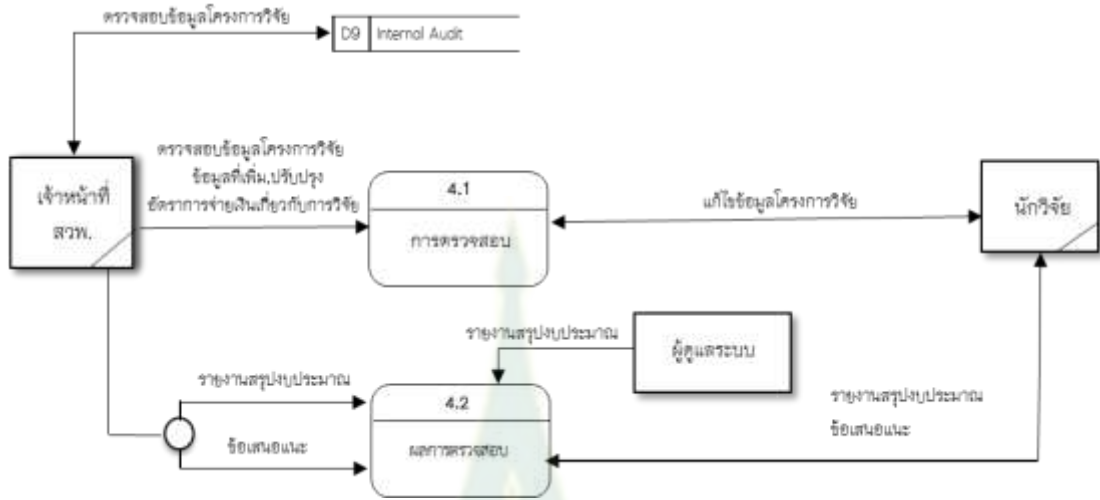 ตรวจสอบข้อมูลโครงการวิจัย
D9 Internal Audit
เจ้าหน้าที่
สวพ.
ตรวจสอบข้อมูลโครงการวิจัย
ข้อมูลที่เพิ่ม,ปรับปรุง
อัตราการจ่ายเงินเกี่ยวกับการวิจัย
4.1
การตรวจสอบ
แก้ไขข้อมูลโครงการวิจัย
นักวิจัย
รายงานสรุปงบประมาณ
ผู้ดูแลระบบ
รายงานสรุปงบประมาณ
ข้อเสนอแนะ
4.2
ผลการตรวจสอบ
รายงานสรุปงบประมาณ
ข้อเสนอแนะ